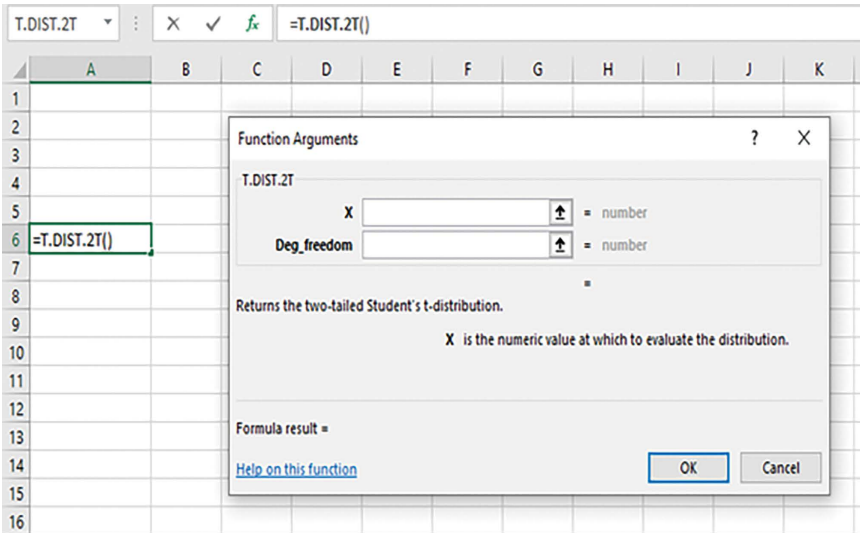 T.DIST.2T fx =T.DIST.2T()
A B C D E F G H I J K
1
2
3
4
5
6 =T.DIST.2T()
7
8
9
10
11
12
13
14
15
16
Function Arguments ? X
T.DIST.2T
X = number
Deg_freedom = number
=
Returns the two-tailed Student's t-distribution.
X is the numeric value at which to evaluate the distribution.
Formula result =
Help on this function OK Cancel